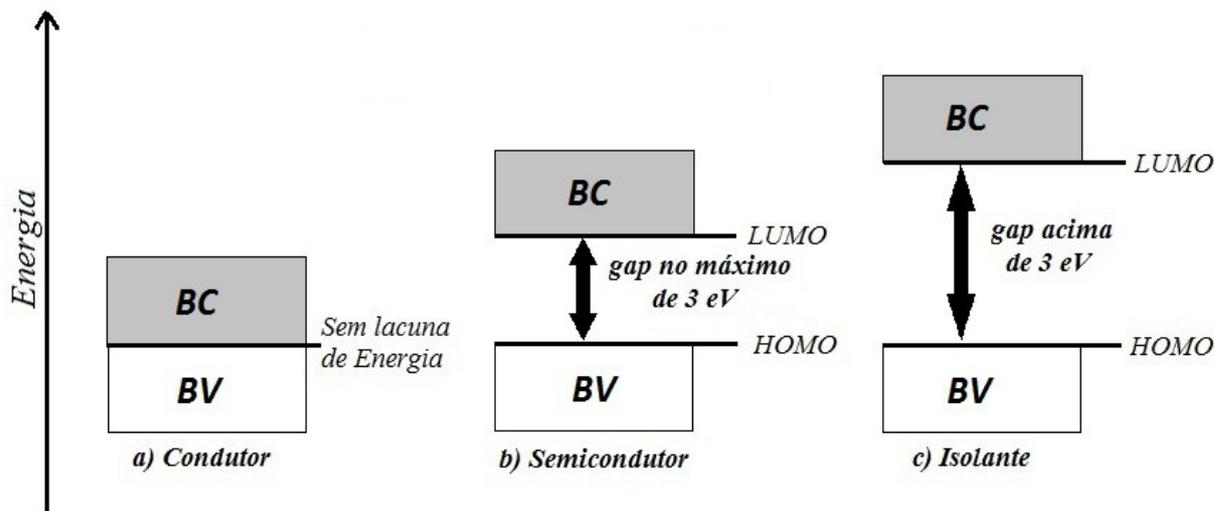 Energia
BC
Sem lacuna
de Energia
BV
a) Condutor
BC
LUMO
gap no máximo
de 3 eV
HOMO
BV
b) Semicondutor
BC
LUMO
gap acima
de 3 eV
HOMO
BV
c) Isolante